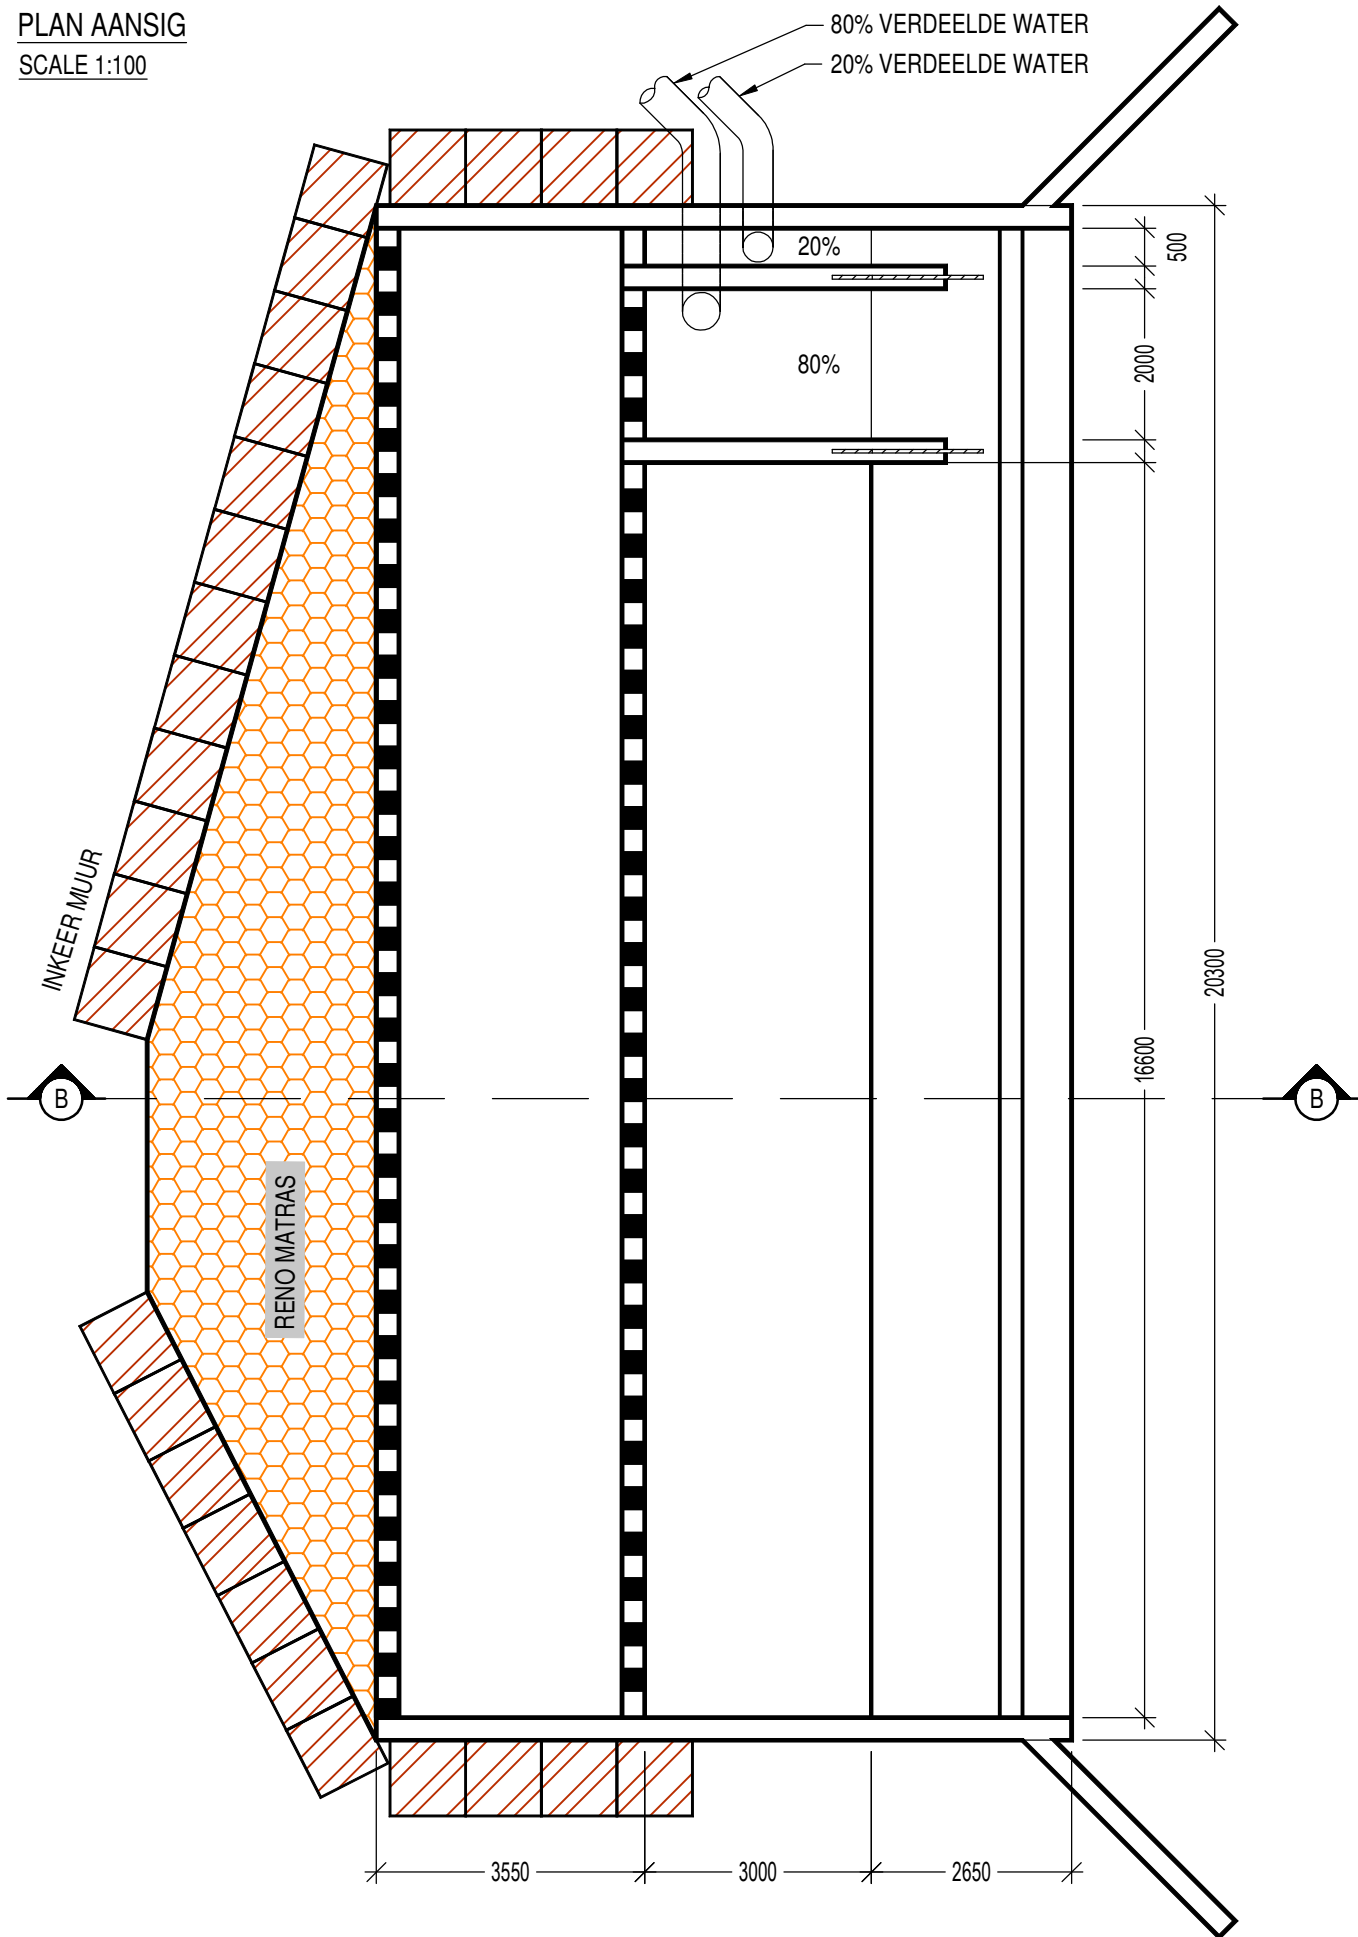 PLAN AANSIG
SCALE 1:100
80% VERDEELDE WATER
20% VERDEELDE WATER
20%
500
80%
2000
INKEER MUUR
20300
16600
B
B
RENO MATRAS
3550
3000
2650